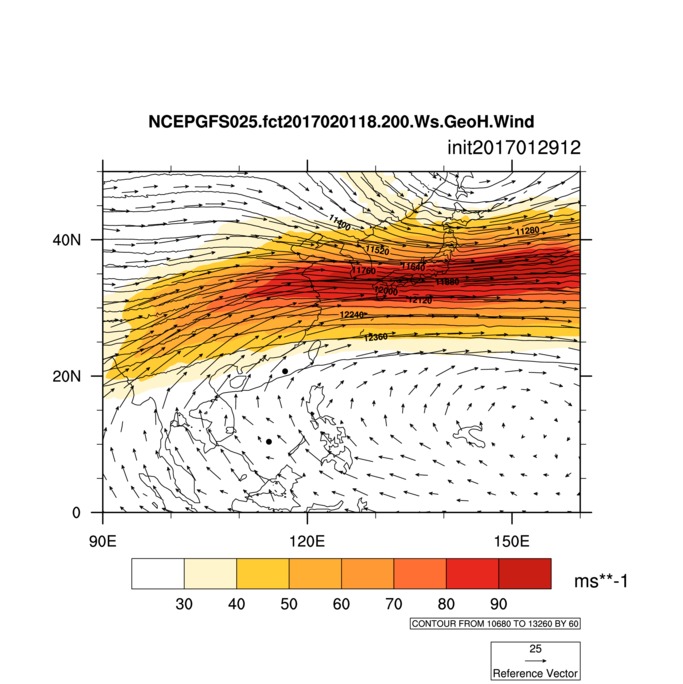 NCEPGFS025.fct2017020118.200.Ws.GeoH.Wind
init2017012912
11400
11280
40N
11520
11760
11640
11880
12000
12120
12240
12360
20N
0
90E
120E
150E
ms**-1
30
40
50
60
70
80
90
CONTOUR FROM 10680 TO 13260 BY 60
25
Reference Vector